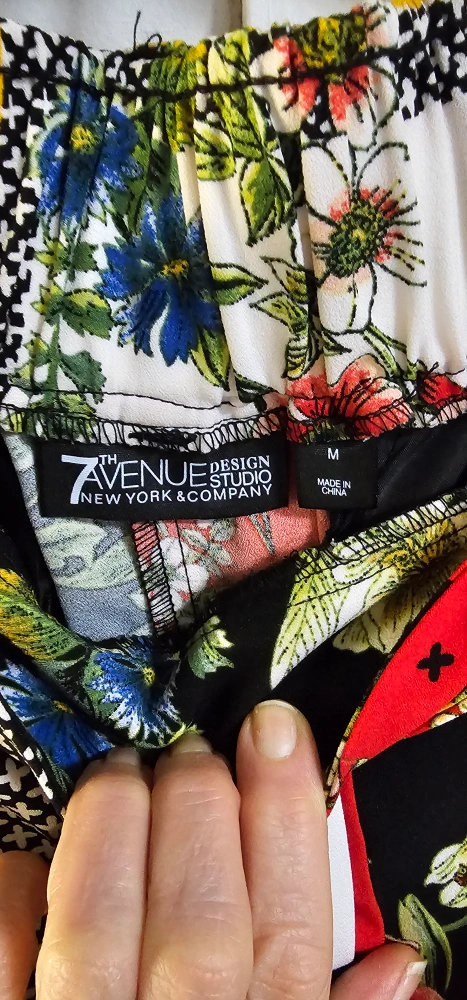 7TH AVENUE DESIGN STUDIO
NEW YORK & COMPANY
M
MADE IN
CHINA